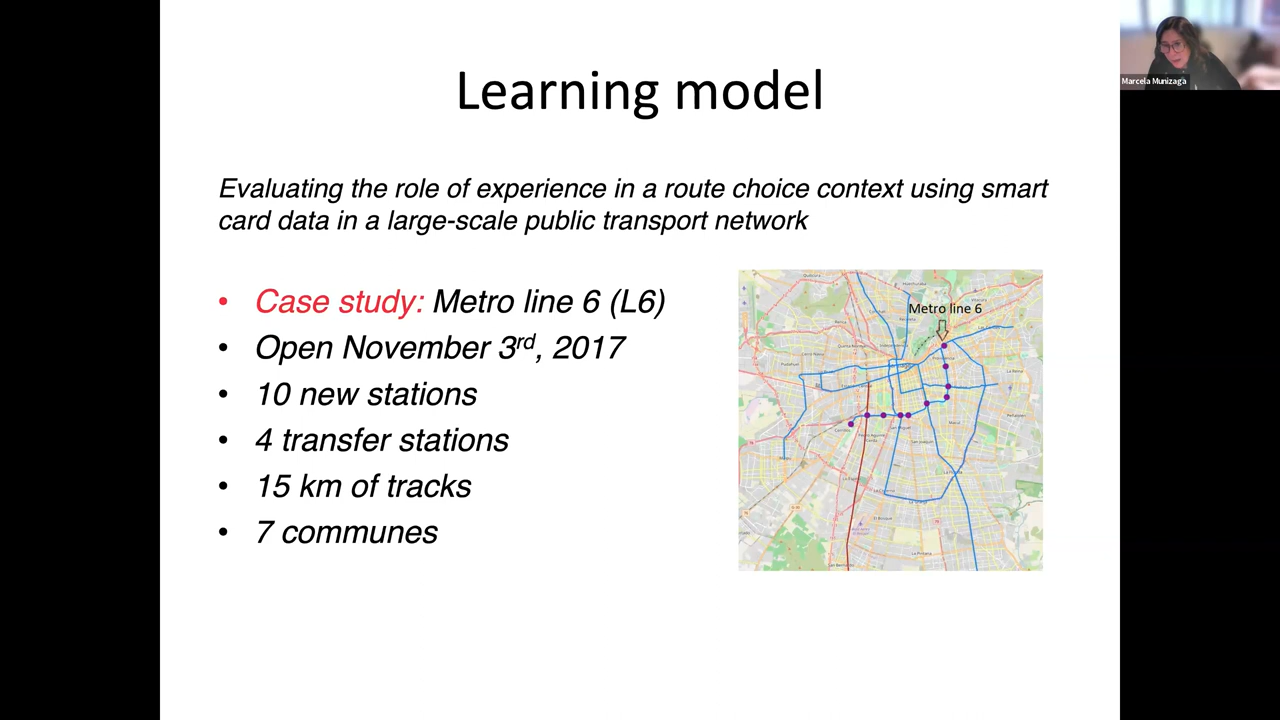 Marcela Munizaga
Learning model
Evaluating the role of experience in a route choice context using smart
card data in a large-scale public transport network
• Case study: Metro line 6 (L6)
• Open November 3rd, 2017
• 10 new stations
• 4 transfer stations
• 15 km of tracks
• 7 communes
Metro line 6